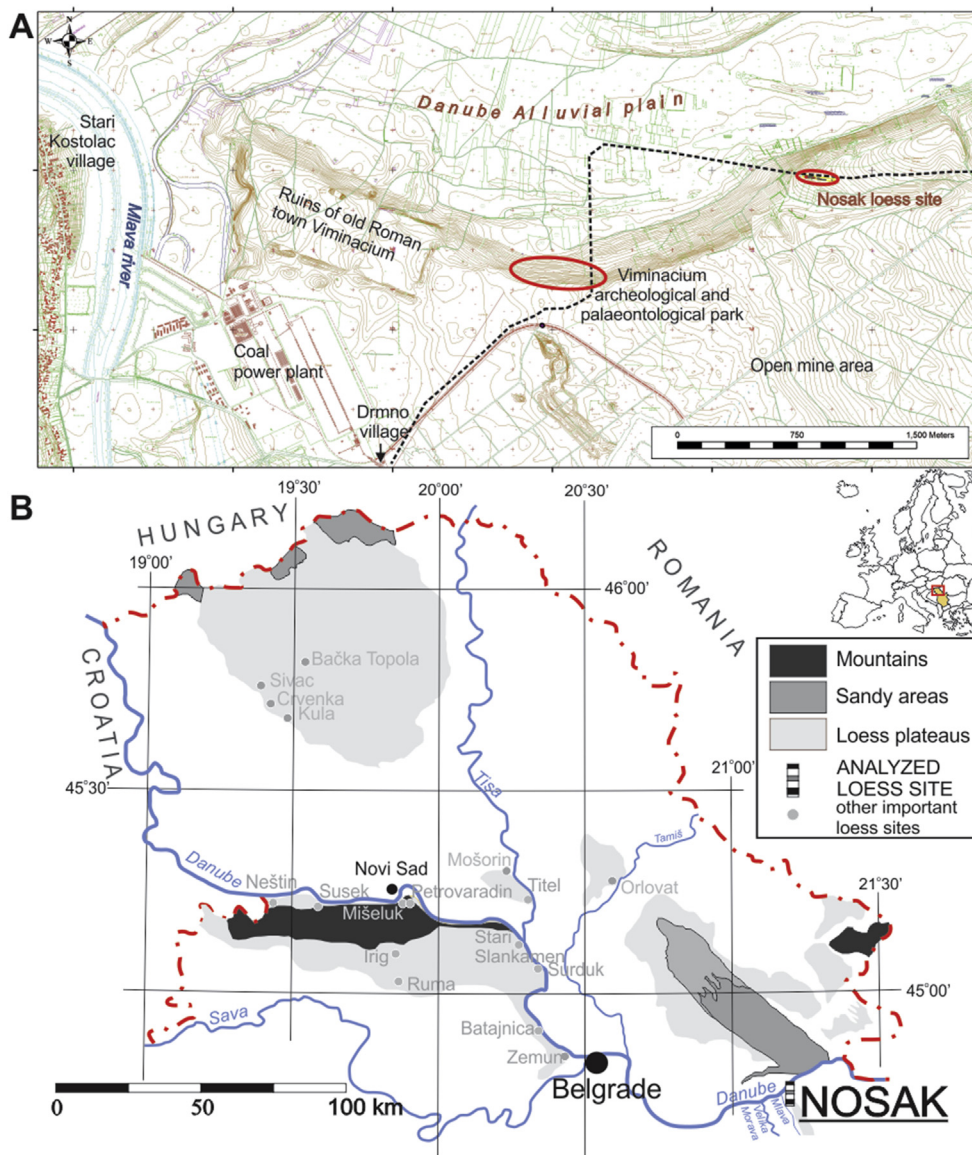 A
N
W
E
S
Stari
Kostolac
village
Mlava river
Danube Alluvial plain
Ruins of old Roman
town Viminacium
Nosak loess site
Viminacium
archeological and
palaeontological park
Coal
power plant
Open mine area
Drmno
village
0
750
1,500 Meters
B
19°30'
20°00'
20°30'
HUNGARY
19°00'
ROMANIA
46°00'
CROATIA
Bačka Topola
Sivac
Crvenka
Kula
Mountains
Sandy areas
Loess plateaus
ANALYZED
LOESS SITE
other important
loess sites
45°30'
Tisa
21°00'
Tamiš
Danube
Novi Sad
Mošorin
Neštin
Susek
Petrovaradin
Titel
Orlovat
21°30'
Mišeluk
Stari
Slankamen
Irig
Surduk
Ruma
45°00'
Sava
Batajnica
Zemun
Belgrade
Danube
NOSAK
Velika
Morava
Mlava
0
50
100 km